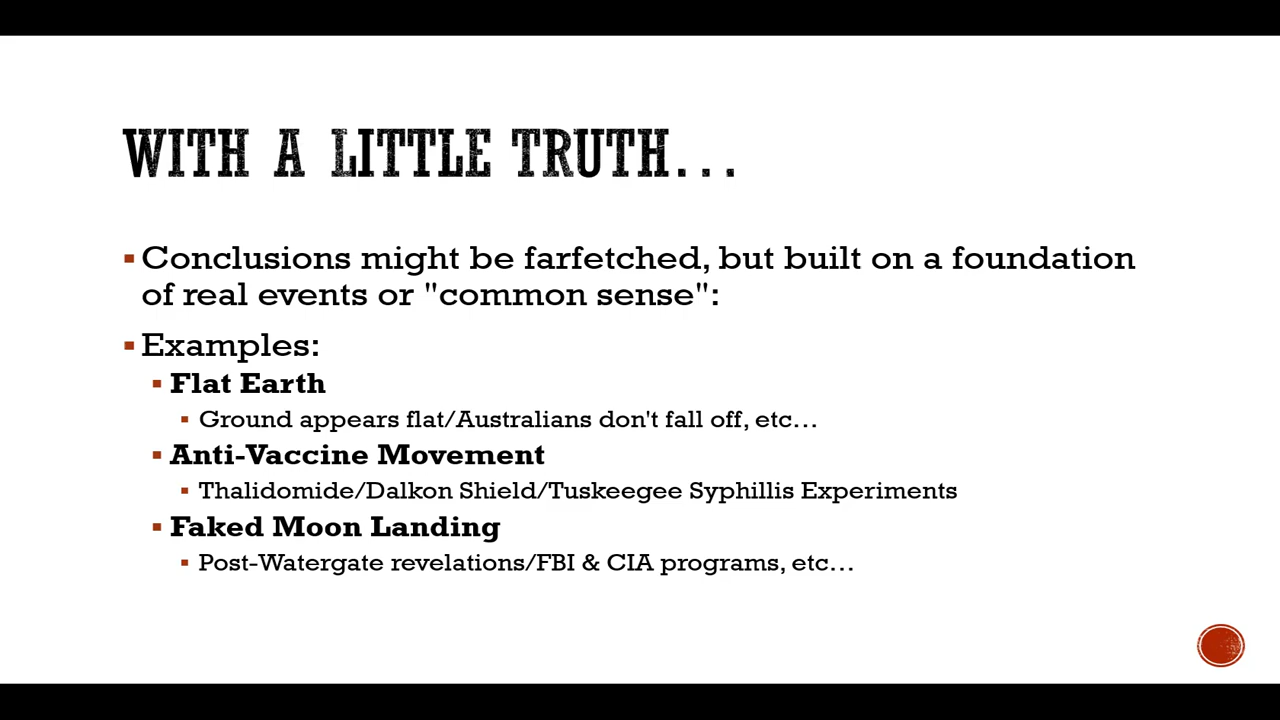 WITH A LITTLE TRUTH...
Conclusions might be farfetched, but built on a foundation
of real events or "common sense":
Examples:
Flat Earth
Ground appears flat/Australians don't fall off, etc...
Anti-Vaccine Movement
Thalidomide/Dalkon Shield/Tuskeegee Syphillis Experiments
Faked Moon Landing
Post-Watergate revelations/FBI & CIA programs, etc...